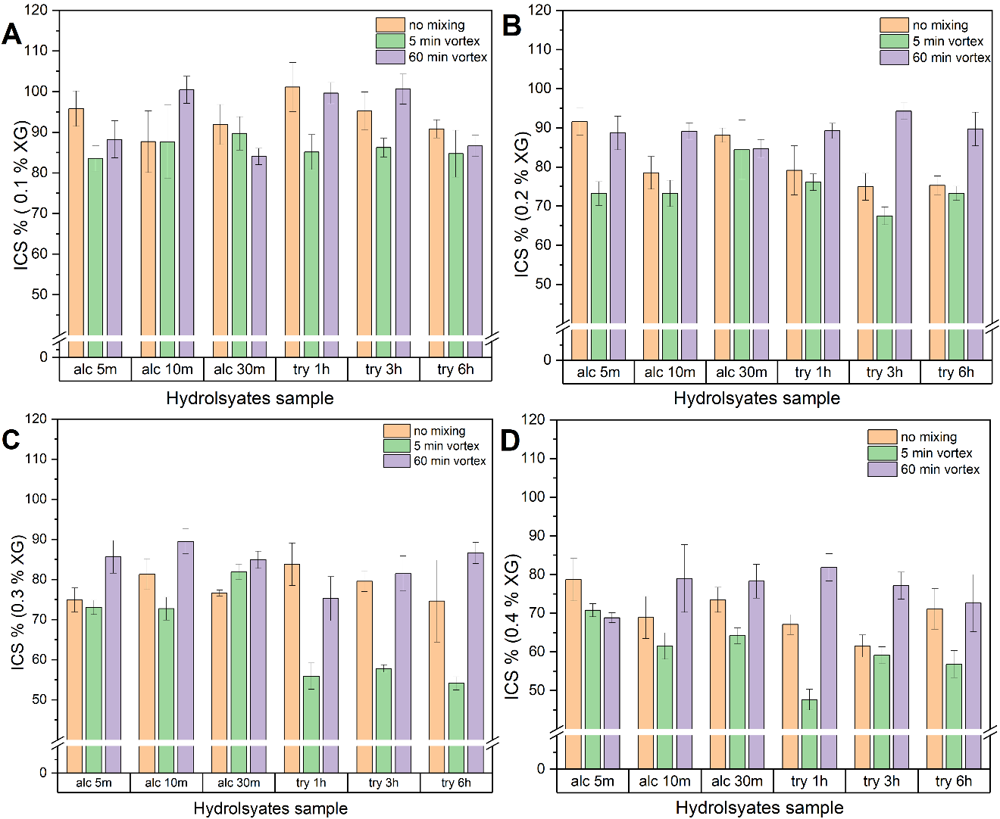 A
ICS % ( 0.1 % XG)
120
110
100
90
80
70
60
50
0
no mixing
5 min vortex
60 min vortex
alc 5m alc 10m alc 30m try 1h try 3h try 6h
Hydrolsyates sample
B
ICS % (0.2 % XG)
120
110
100
90
80
70
60
50
0
no mixing
5 min vortex
60 min vortex
alc 5m alc 10m alc 30m try 1h try 3h try 6h
Hydrolsyates sample
C
ICS % (0.3 % XG)
120
110
100
90
80
70
60
50
0
no mixing
5 min vortex
60 min vortex
alc 5m alc 10m alc 30m try 1h try 3h try 6h
Hydrolsyates sample
D
ICS % (0.4 % XG)
120
110
100
90
80
70
60
50
0
no mixing
5 min vortex
60 min vortex
alc 5m alc 10m alc 30m try 1h try 3h try 6h
Hydrolsyates sample